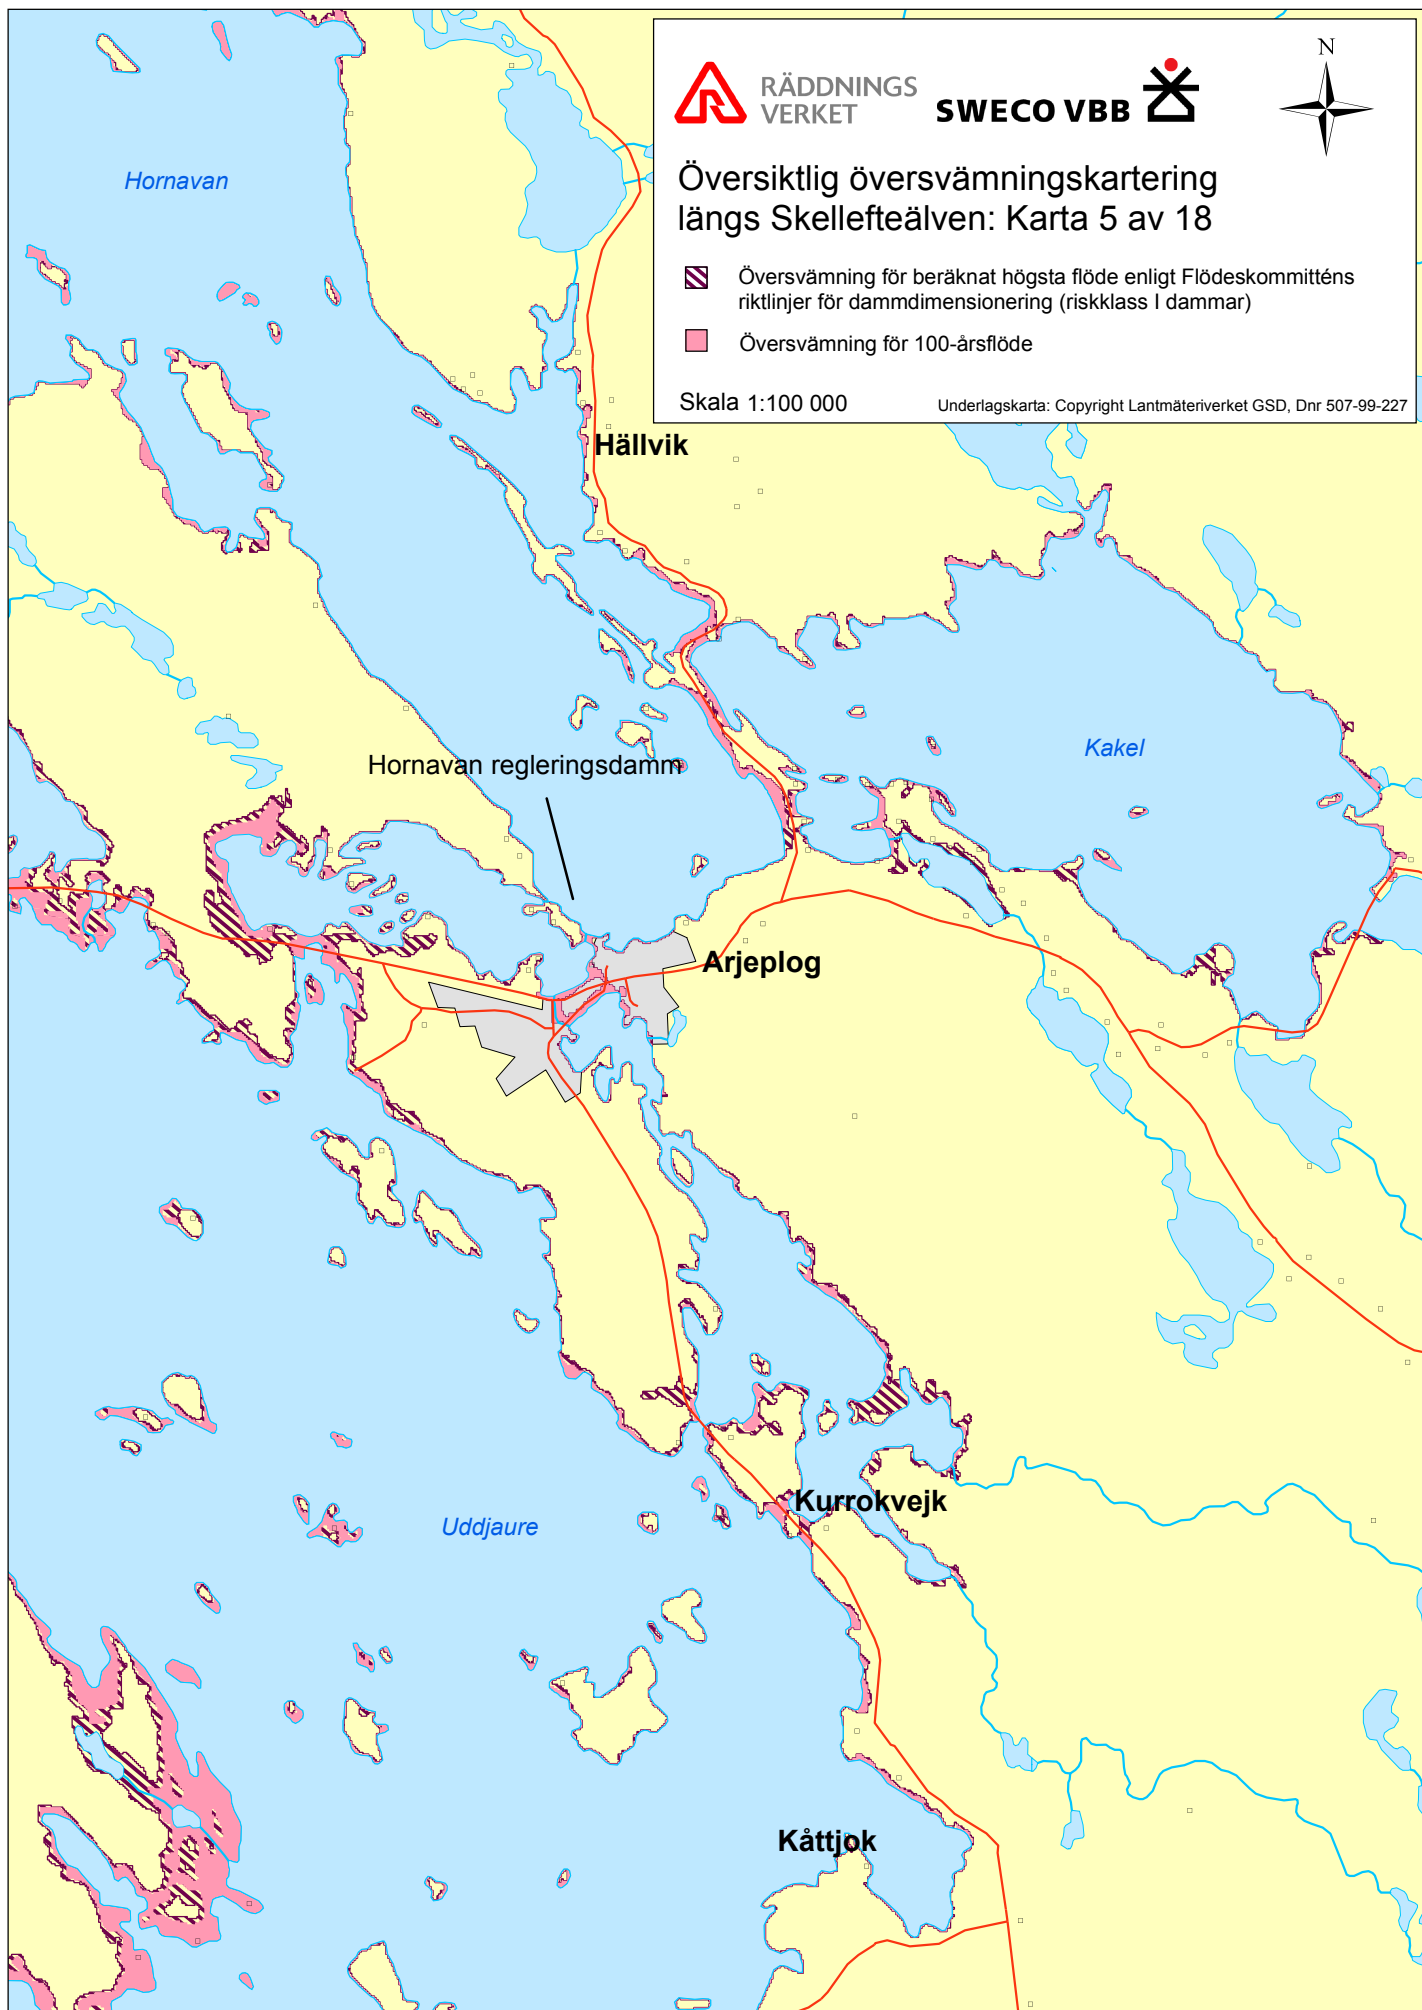 N
RÄDDNINGS
VERKET
SWECO VBB
Översiktlig översvämningskartering
längs Skellefteälven: Karta 5 av 18
Översvämning för beräknat högsta flöde enligt Flödeskommitténs
riktlinjer för dammdimensionering (riskklass I dammar)
Översvämning för 100-årsflöde
Skala 1:100 000
Underlagskarta: Copyright Lantmäteriverket GSD, Dnr 507-99-227
Hornavan
Hällvik
Kakel
Hornavan regleringsdamm
Arjeplog
Kurrokvejk
Uddjaure
Kåttjok